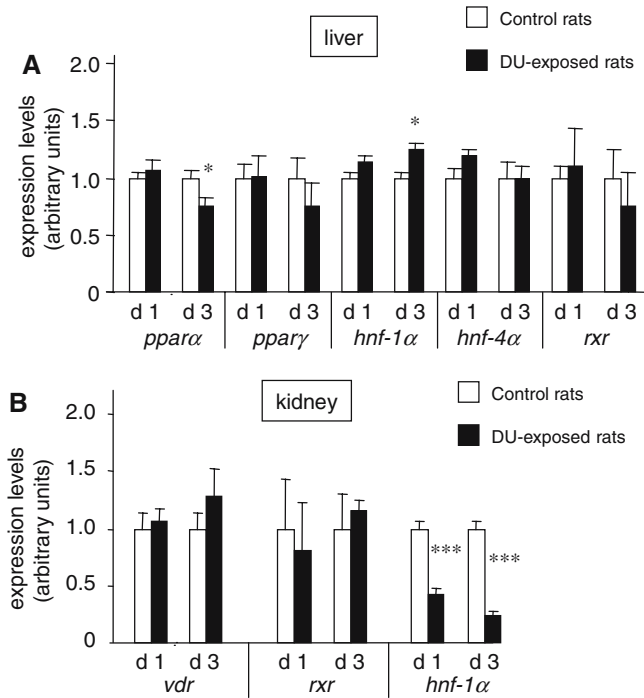 Control rats
DU-exposed rats
liver
A
expression levels
(arbitrary units)
2.0
1.5
1.0
0.5
0
*
*
d 1 d 3 d 1 d 3 d 1 d 3 d 1 d 3 d 1 d 3
pparα pparγ hnf-1α hnf-4α rxr
B
kidney
Control rats
DU-exposed rats
expression levels
(arbitrary units)
2.0
1.5
1.0
0.5
0
***
***
d 1 d 3 d 1 d 3 d 1 d 3
vdr rxr hnf-1α